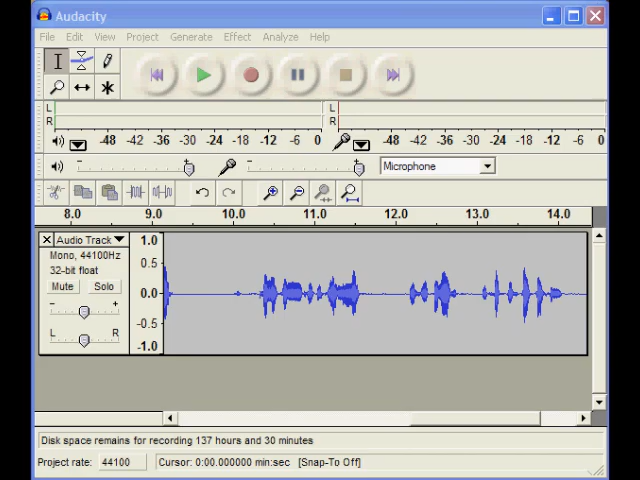 Audacity
File Edit View Project Generate Effect Analyze Help
L
R
-48 -42 -36 -30 -24 -18 -12 -6 0
L
R
-48 -42 -36 -30 -24 -18 -12 -6 0
Microphone
8.0 9.0 10.0 11.0 12.0 13.0 14.0
Audio Track
Mono, 44100Hz
32-bit float
Mute Solo
- +
L R
1.0
0.5
0.0
-0.5
-1.0
Disk space remains for recording 137 hours and 30 minutes
Project rate: 44100 Cursor: 0:00.000000 min:sec [Snap-To Off]